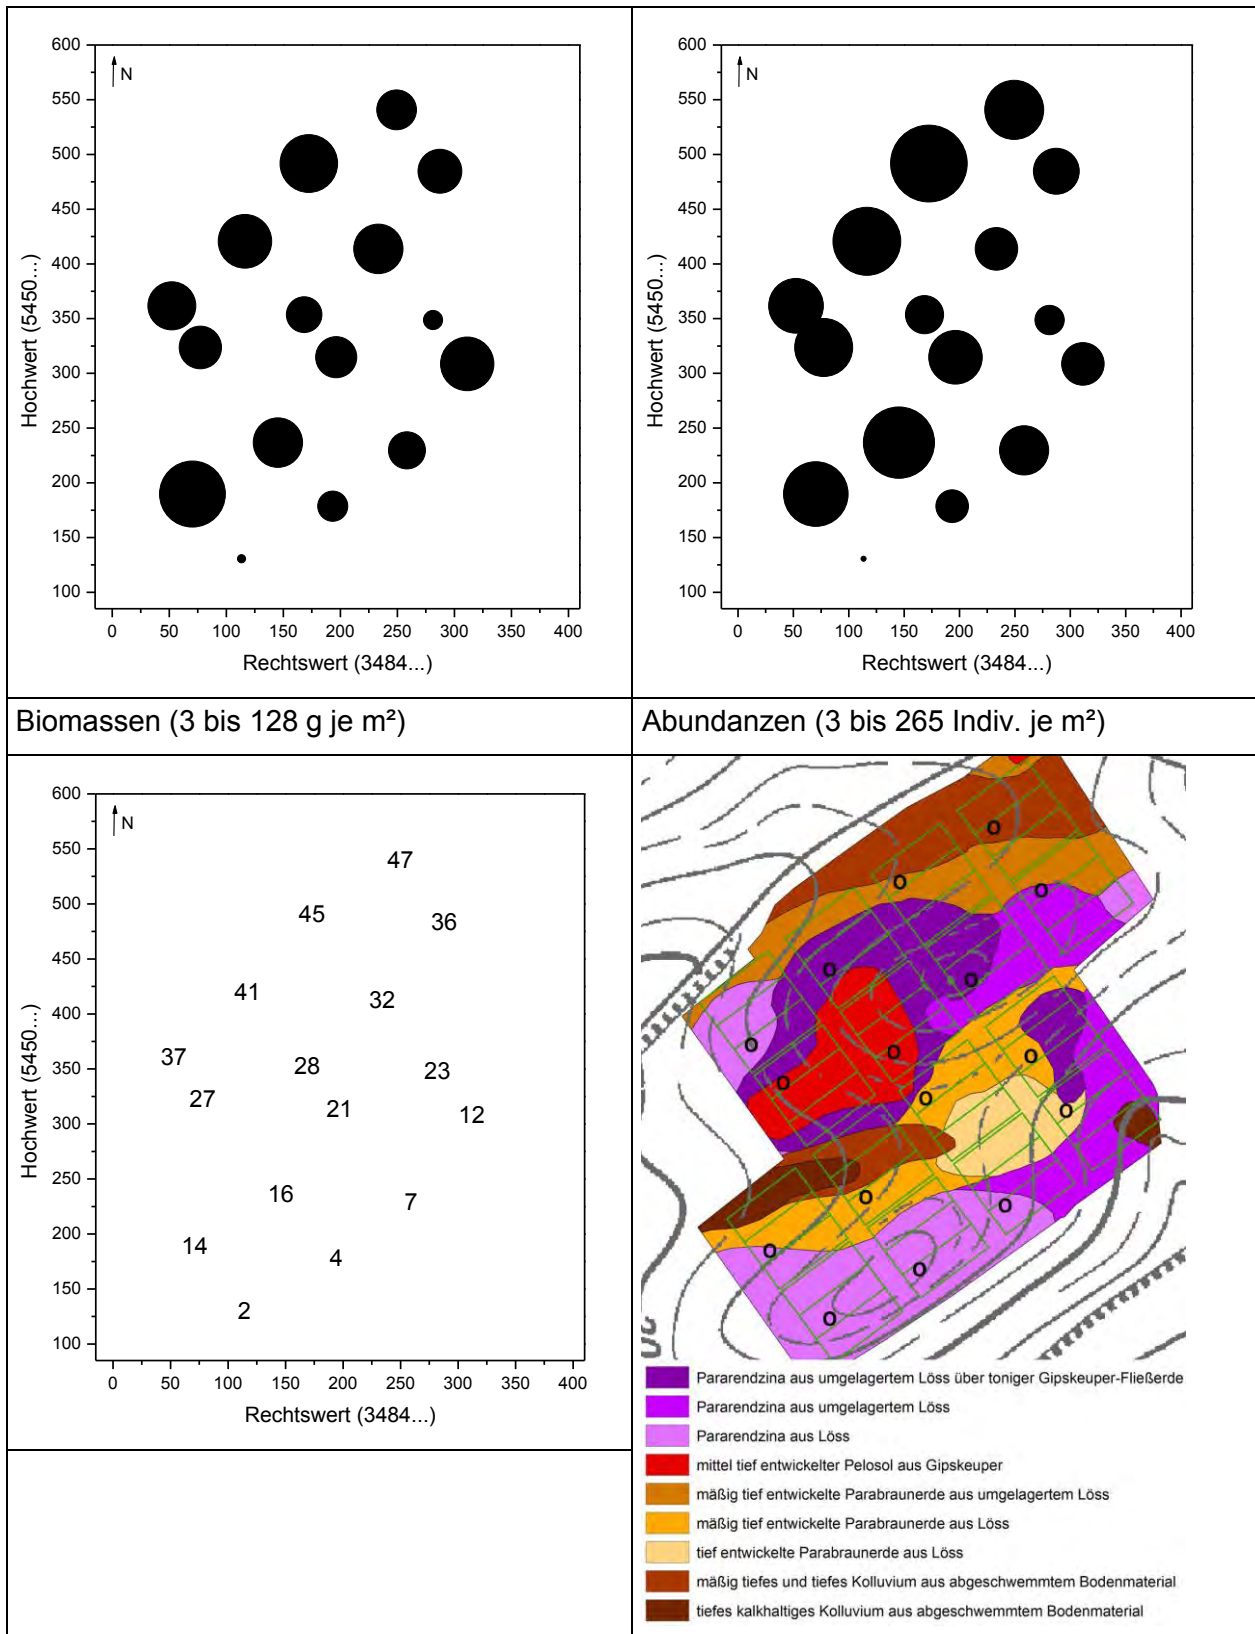 600
550
500
450
400
350
300
250
200
150
100
N
Hochwert (5450...)
0 50 100 150 200 250 300 350 400
Rechtswert (3484...)
600
550
500
450
400
350
300
250
200
150
100
N
Hochwert (5450...)
0 50 100 150 200 250 300 350 400
Rechtswert (3484...)
Biomassen (3 bis 128 g je m²)
Abundanzen (3 bis 265 Indiv. je m²)
600
550
500
450
400
350
300
250
200
150
100
N
Hochwert (5450...)
47
45
36
41
32
37
28
23
27
21
12
16
7
14
4
2
0 50 100 150 200 250 300 350 400
Rechtswert (3484...)
Pararendzina aus umgelagertem Löss über toniger Gipskeuper-Fließerde
Pararendzina aus umgelagertem Löss
Pararendzina aus Löss
mittel tief entwickelter Pelosol aus Gipskeuper
mäßig tief entwickelte Parabraunerde aus umgelagertem Löss
mäßig tief entwickelte Parabraunerde aus Löss
tief entwickelte Parabraunerde aus Löss
mäßig tiefes und tiefes Kolluvium aus abgeschwemmtem Bodenmaterial
tiefes kalkhaltiges Kolluvium aus abgeschwemmtem Bodenmaterial